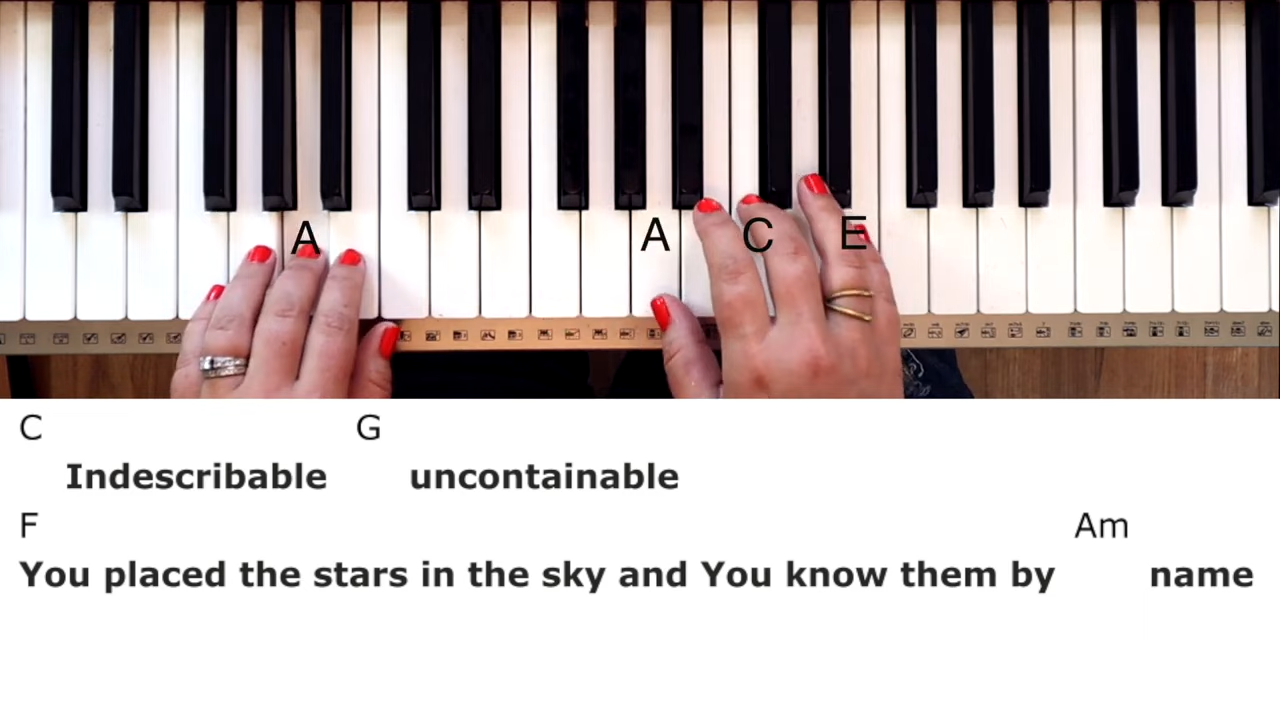 A A C E
C G
Indescribable uncontainable
F Am
You placed the stars in the sky and You know them by name